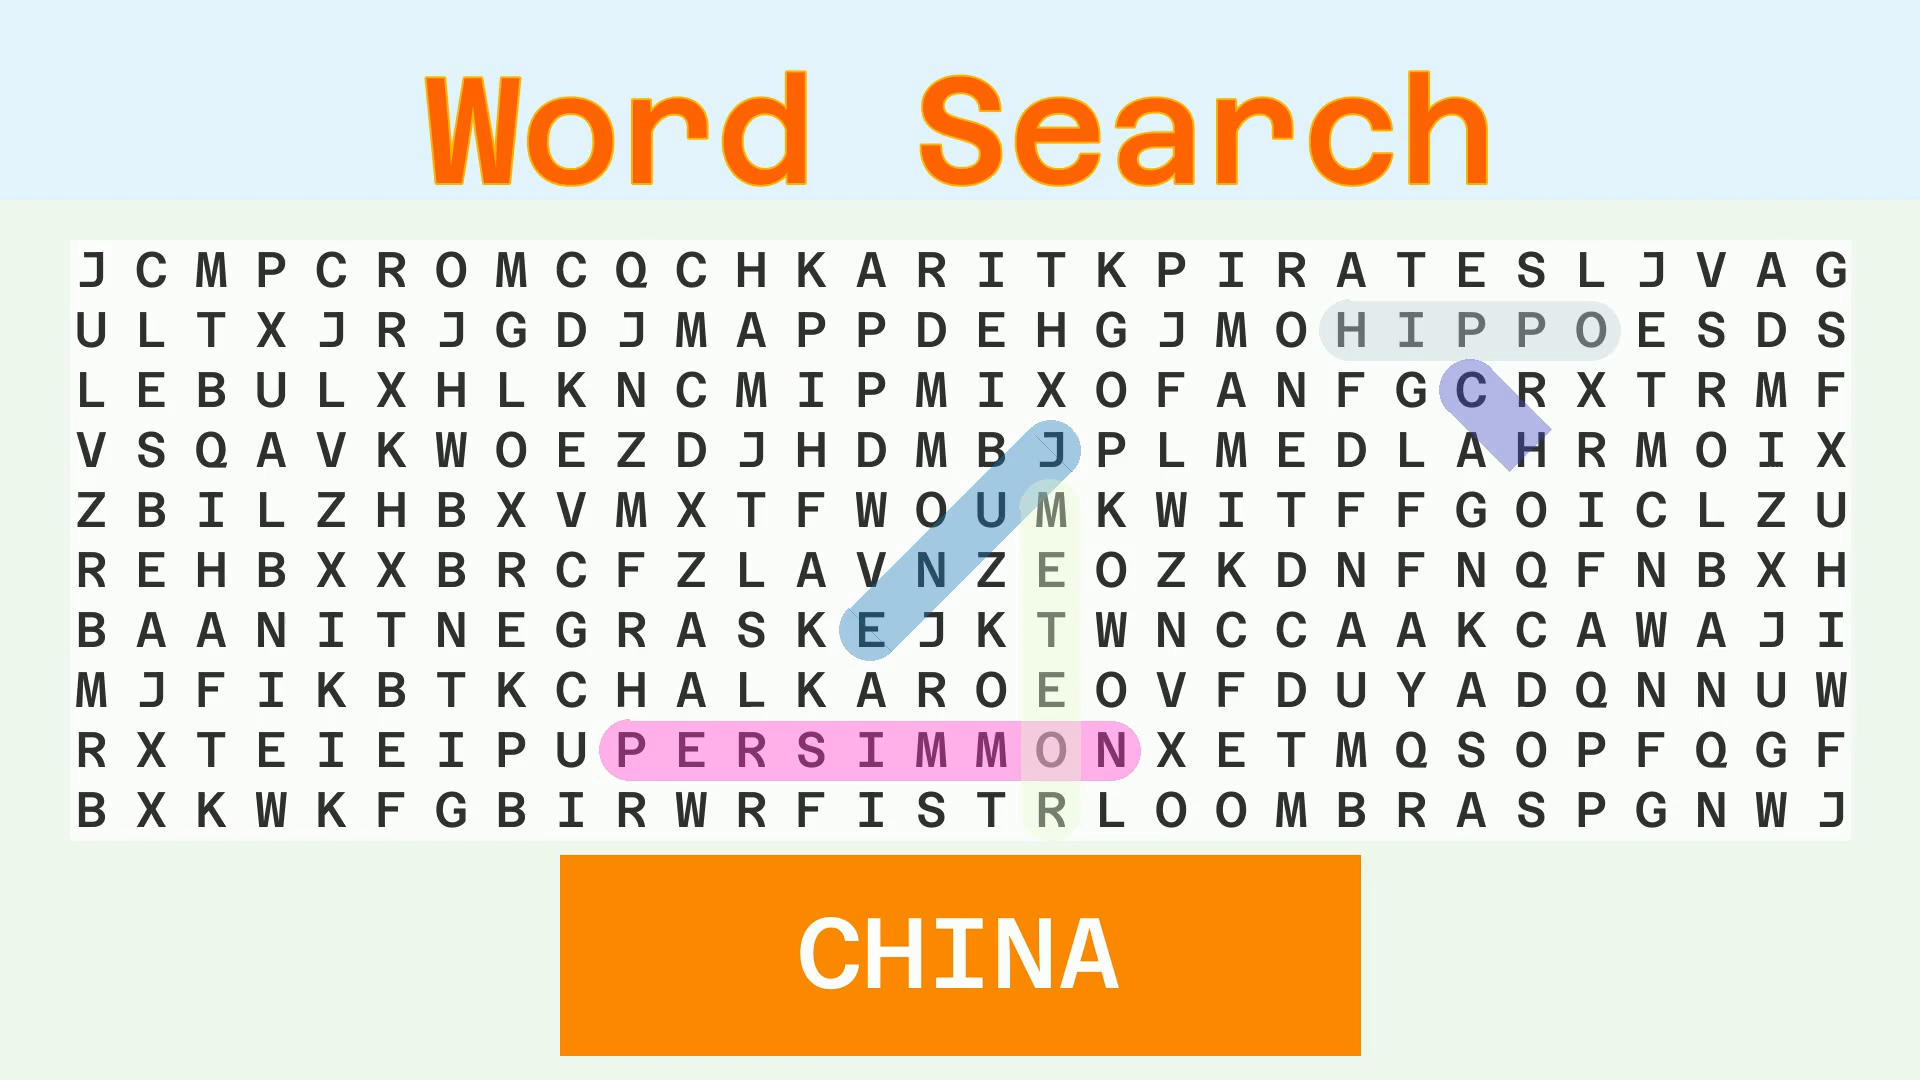 Word Search
J C M P C R O M C Q C H K A R I T K P I R A T E S L J V A G
U L T X J R J G D J M A P P D E H G J M O H I P P O E S D S
L E B U L X H L K N C M I P M I X O F A N F G C R X T R M F
V S Q A V K W O E Z D J H D M B J P L M E D L A H R M O I X
Z B I L Z H B X V M X T F W O U M K W I T F F G O I C L Z U
R E H B X X B R C F Z L A V N Z E O Z K D N F N Q F N B X H
B A A N I T N E G R A S K E J K T W N C C A A K C A W A J I
M J F I K B T K C H A L K A R O E O V F D U Y A D Q N N U W
R X T E I E I P U P E R S I M M O N X E T M Q S O P F Q G F
B X K W K F G B I R W R F I S T R L O O M B R A S P G N W J
CHINA